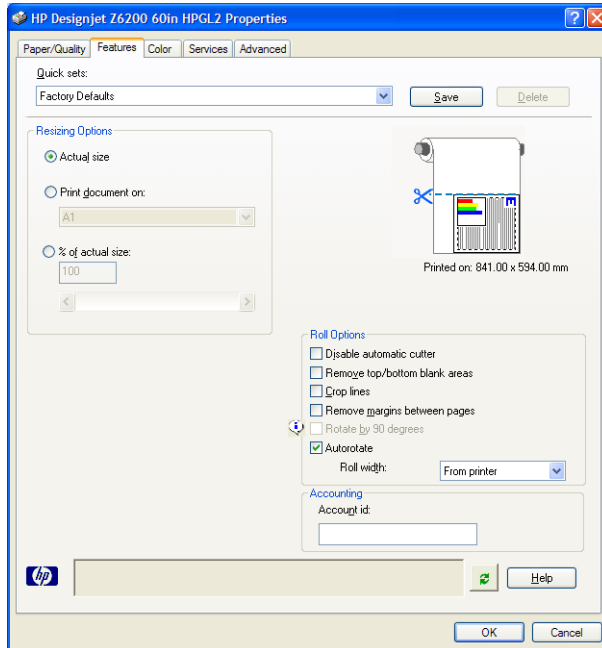 HP Designjet Z6200 60in HPGL2 Properties
Paper/Quality Features Color Services Advanced
Quick sets:
Factory Defaults Save Delete
Resizing Options
Actual size
Print document on:
A1
% of actual size:
100
Printed on: 841.00 x 594.00 mm
Roll Options
Disable automatic cutter
Remove top/bottom blank areas
Crop lines
Remove margins between pages
Rotate by 90 degrees
Autorotate
Roll width: From printer
Accounting
Account id:
hp Help
OK Cancel